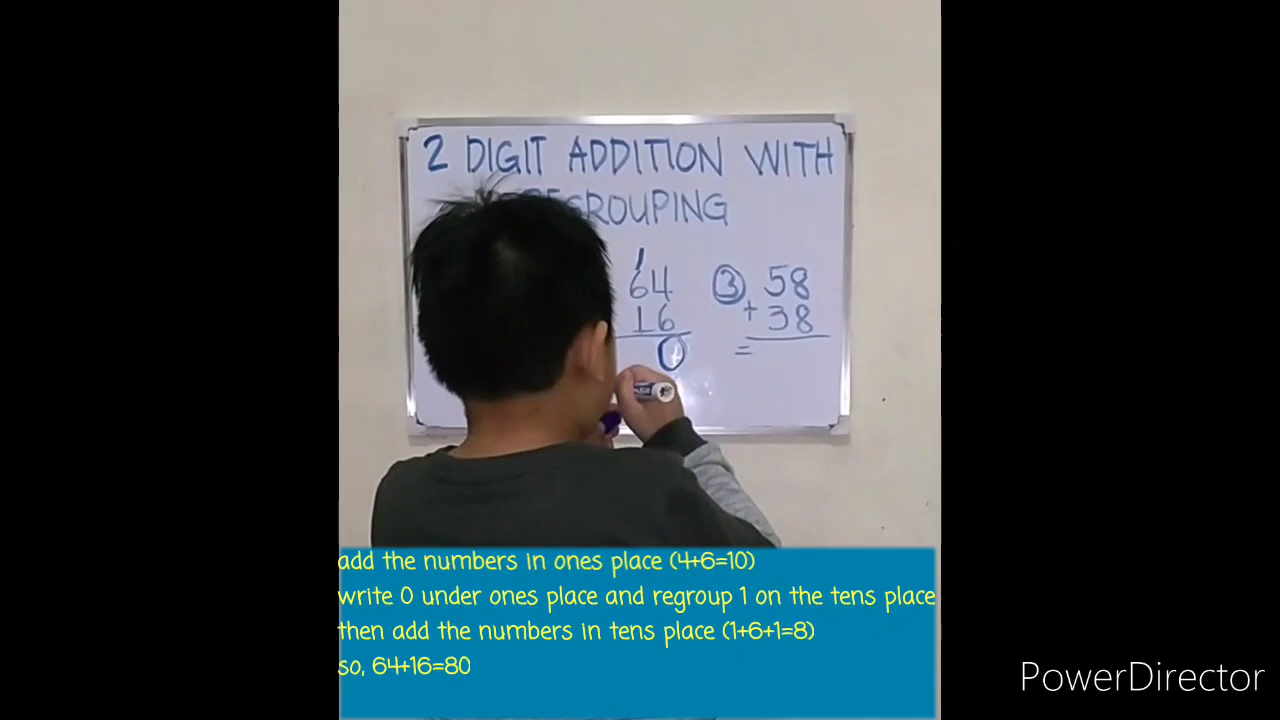 2 DIGIT ADDITION WITH
REGROUPING
1
64
16
0
3 58
+ 38
=
add the numbers in ones place (4+6=10)
write 0 under ones place and regroup 1 on the tens place
then add the numbers in tens place (1+6+1=8)
so, 64+16=80
PowerDirector